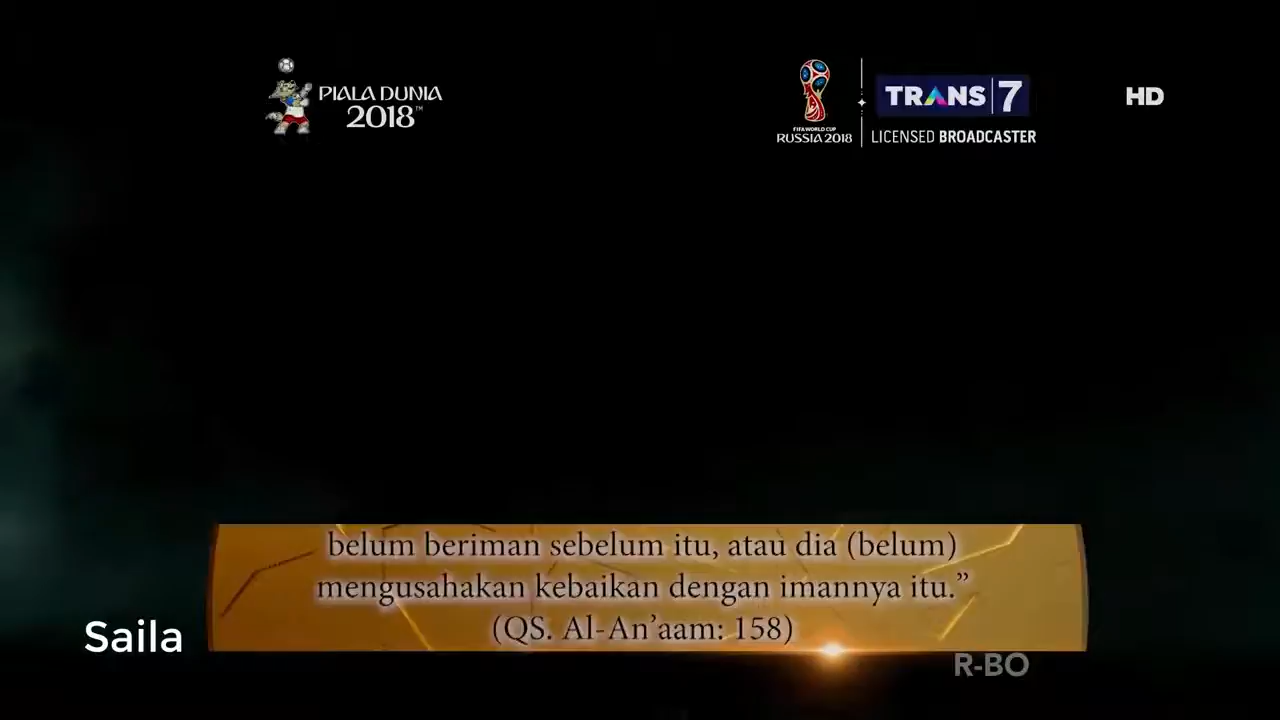 PIALA DUNIA
2018™
FIFA WORLD CUP
RUSSIA 2018
TRANS|7
LICENSED BROADCASTER
HD
belum beriman sebelum itu, atau dia (belum)
mengusahakan kebaikan dengan imannya itu.”
(QS. Al-An’aam: 158)
Saila
R-BO